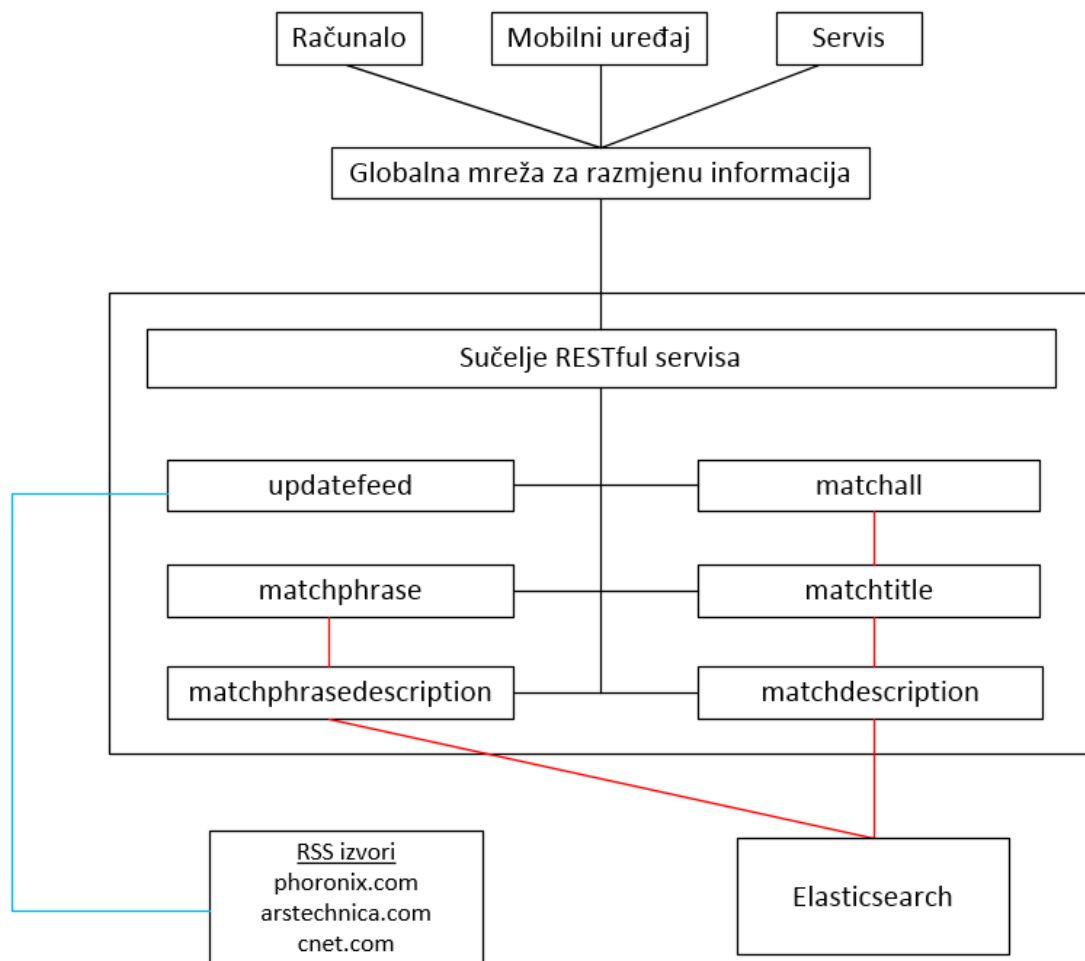 Računalo
Mobilni uređaj
Servis
Globalna mreža za razmjenu informacija
Sučelje RESTful servisa
updatefeed
matchall
matchphrase
matchtitle
matchphrasedescription
matchdescription
RSS izvori
phoronix.com
arstechnica.com
cnet.com
Elasticsearch